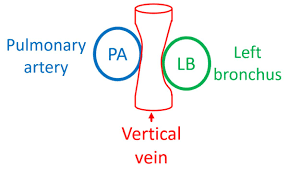 Pulmonary
artery
PA
LB
Left
bronchus
Vertical
vein